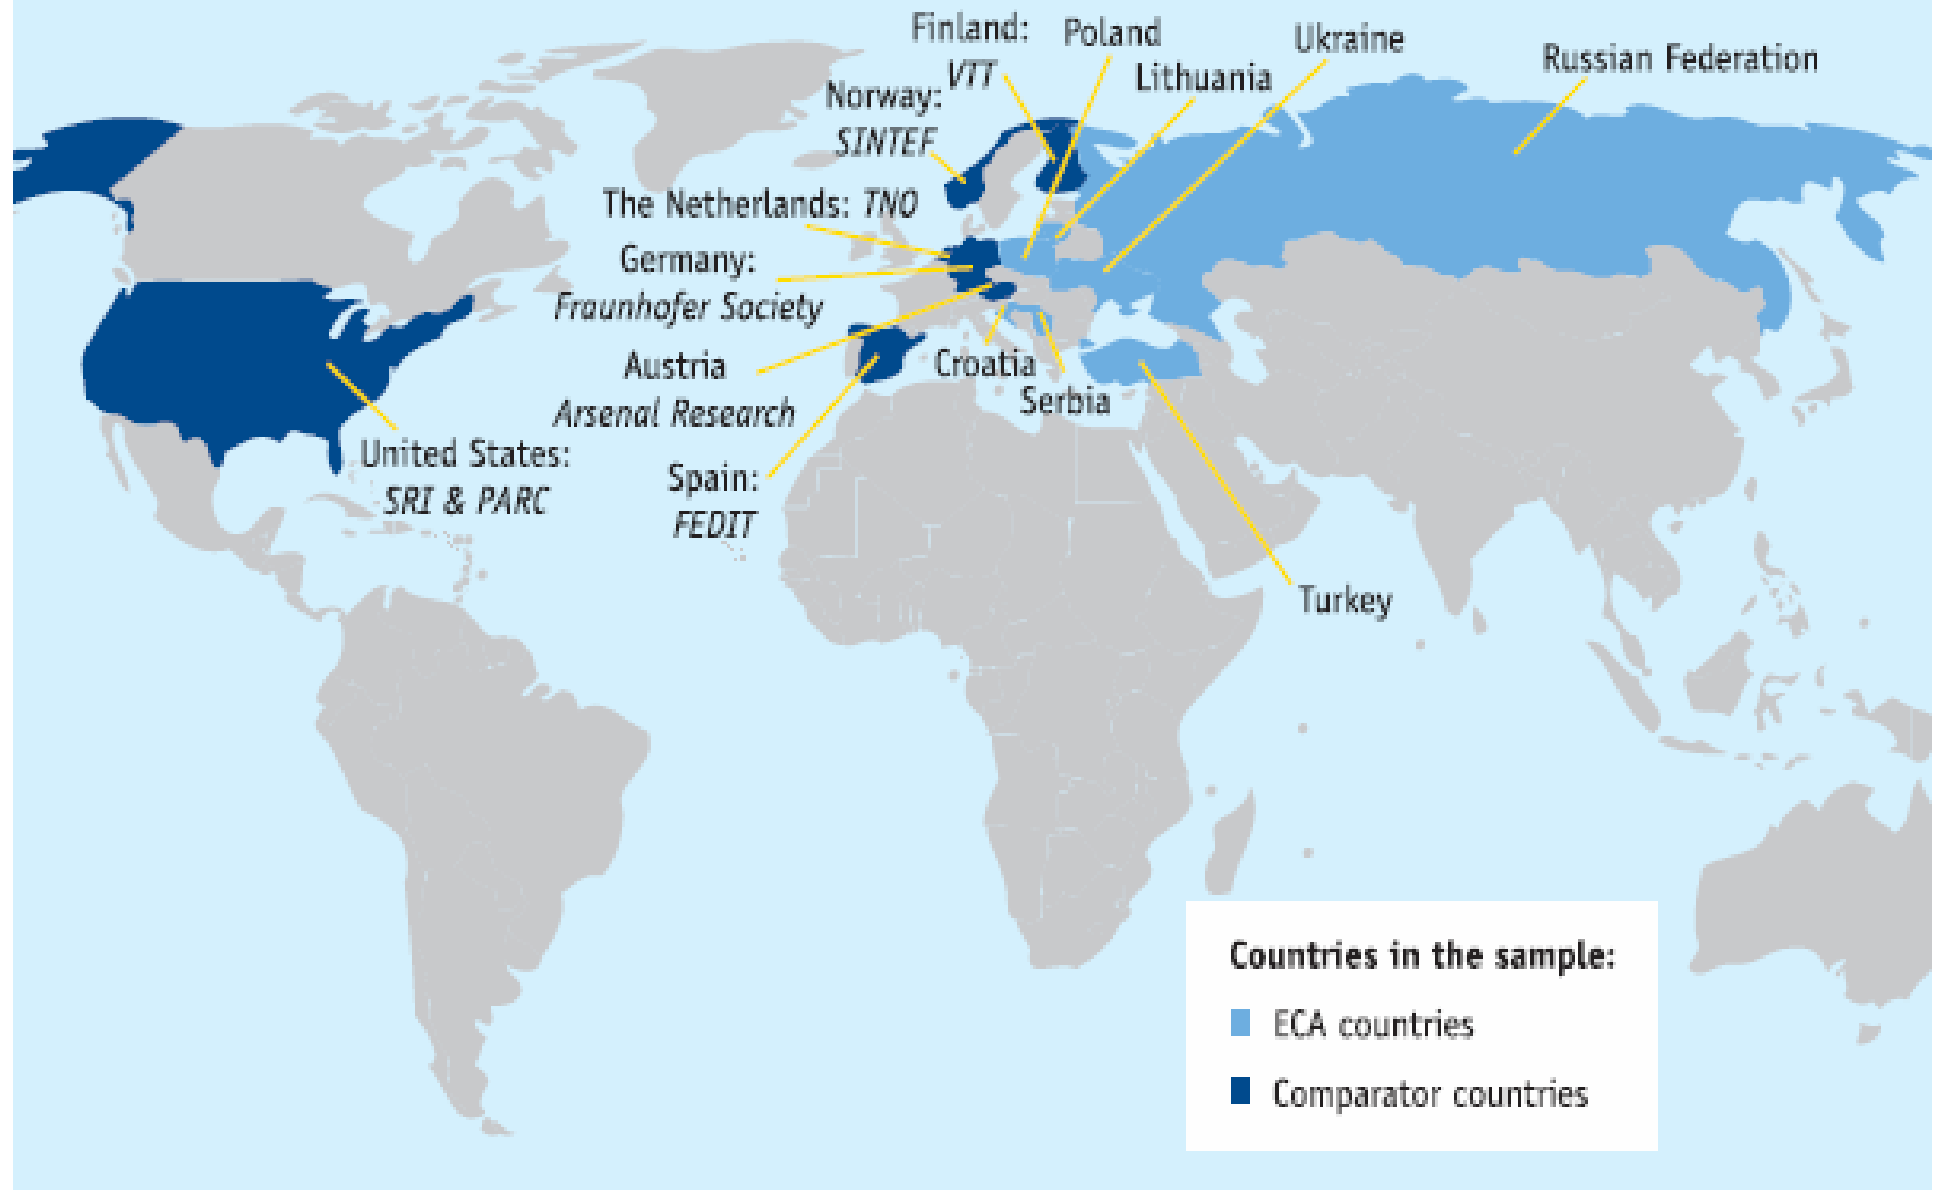 Finland:
VTT
Poland
Ukraine
Lithuania
Russian Federation
Norway:
SINTEF
The Netherlands: TNO
Germany:
Fraunhofer Society
Austria
Arsenal Research
Croatia
Serbia
United States:
SRI & PARC
Spain:
FEDIT
Turkey
Countries in the sample:
ECA countries
Comparator countries